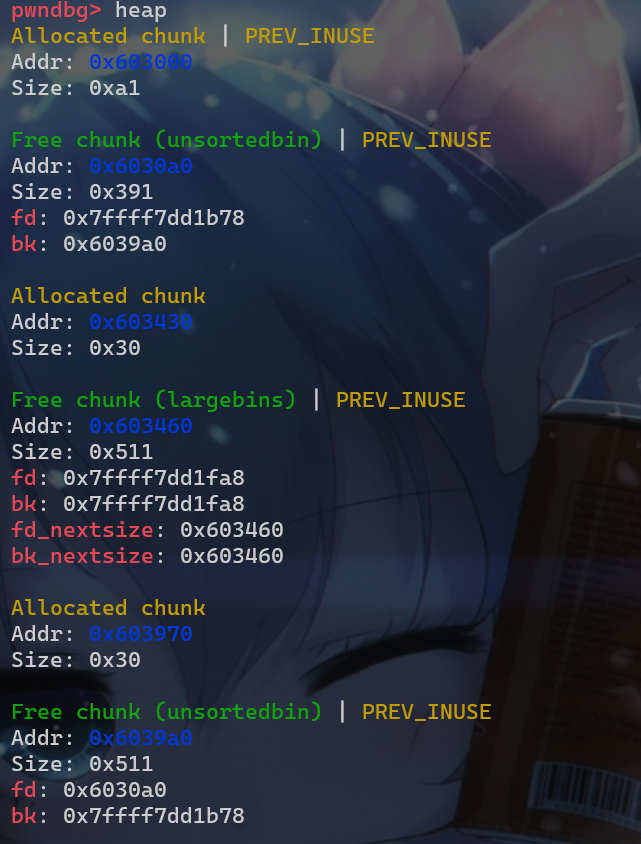 pwndbg> heap
Allocated chunk | PREV_INUSE
Addr: 0x603000
Size: 0xa1
Free chunk (unsortedbin) | PREV_INUSE
Addr: 0x6030a0
Size: 0x391
fd: 0x7ffff7dd1b78
bk: 0x6039a0
Allocated chunk
Addr: 0x603430
Size: 0x30
Free chunk (largebins) | PREV_INUSE
Addr: 0x603460
Size: 0x511
fd: 0x7ffff7dd1fa8
bk: 0x7ffff7dd1fa8
fd_nextsize: 0x603460
bk_nextsize: 0x603460
Allocated chunk
Addr: 0x603970
Size: 0x30
Free chunk (unsortedbin) | PREV_INUSE
Addr: 0x6039a0
Size: 0x511
fd: 0x6030a0
bk: 0x7ffff7dd1b78